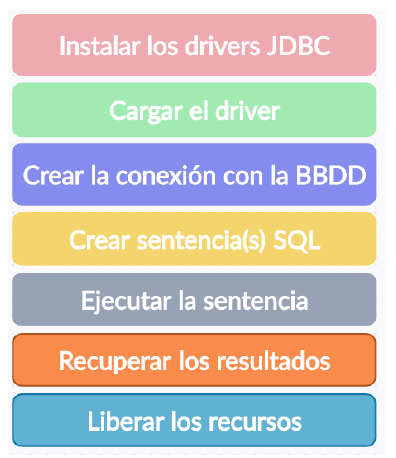 Instalar los drivers JDBC
Cargar el driver
Crear la conexión con la BBDD
Crear sentencia(s) SQL
Ejecutar la sentencia
Recuperar los resultados
Liberar los recursos